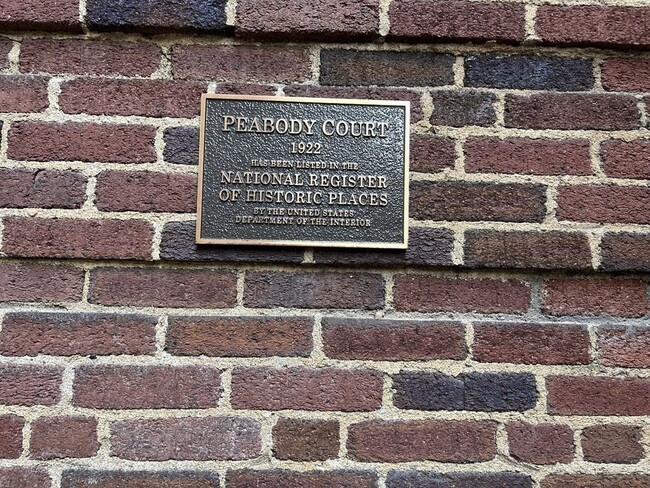 PEABODY COURT
1922
HAS BEEN LISTED IN THE
NATIONAL REGISTER
OF HISTORIC PLACES
BY THE UNITED STATES
DEPARTMENT OF THE INTERIOR